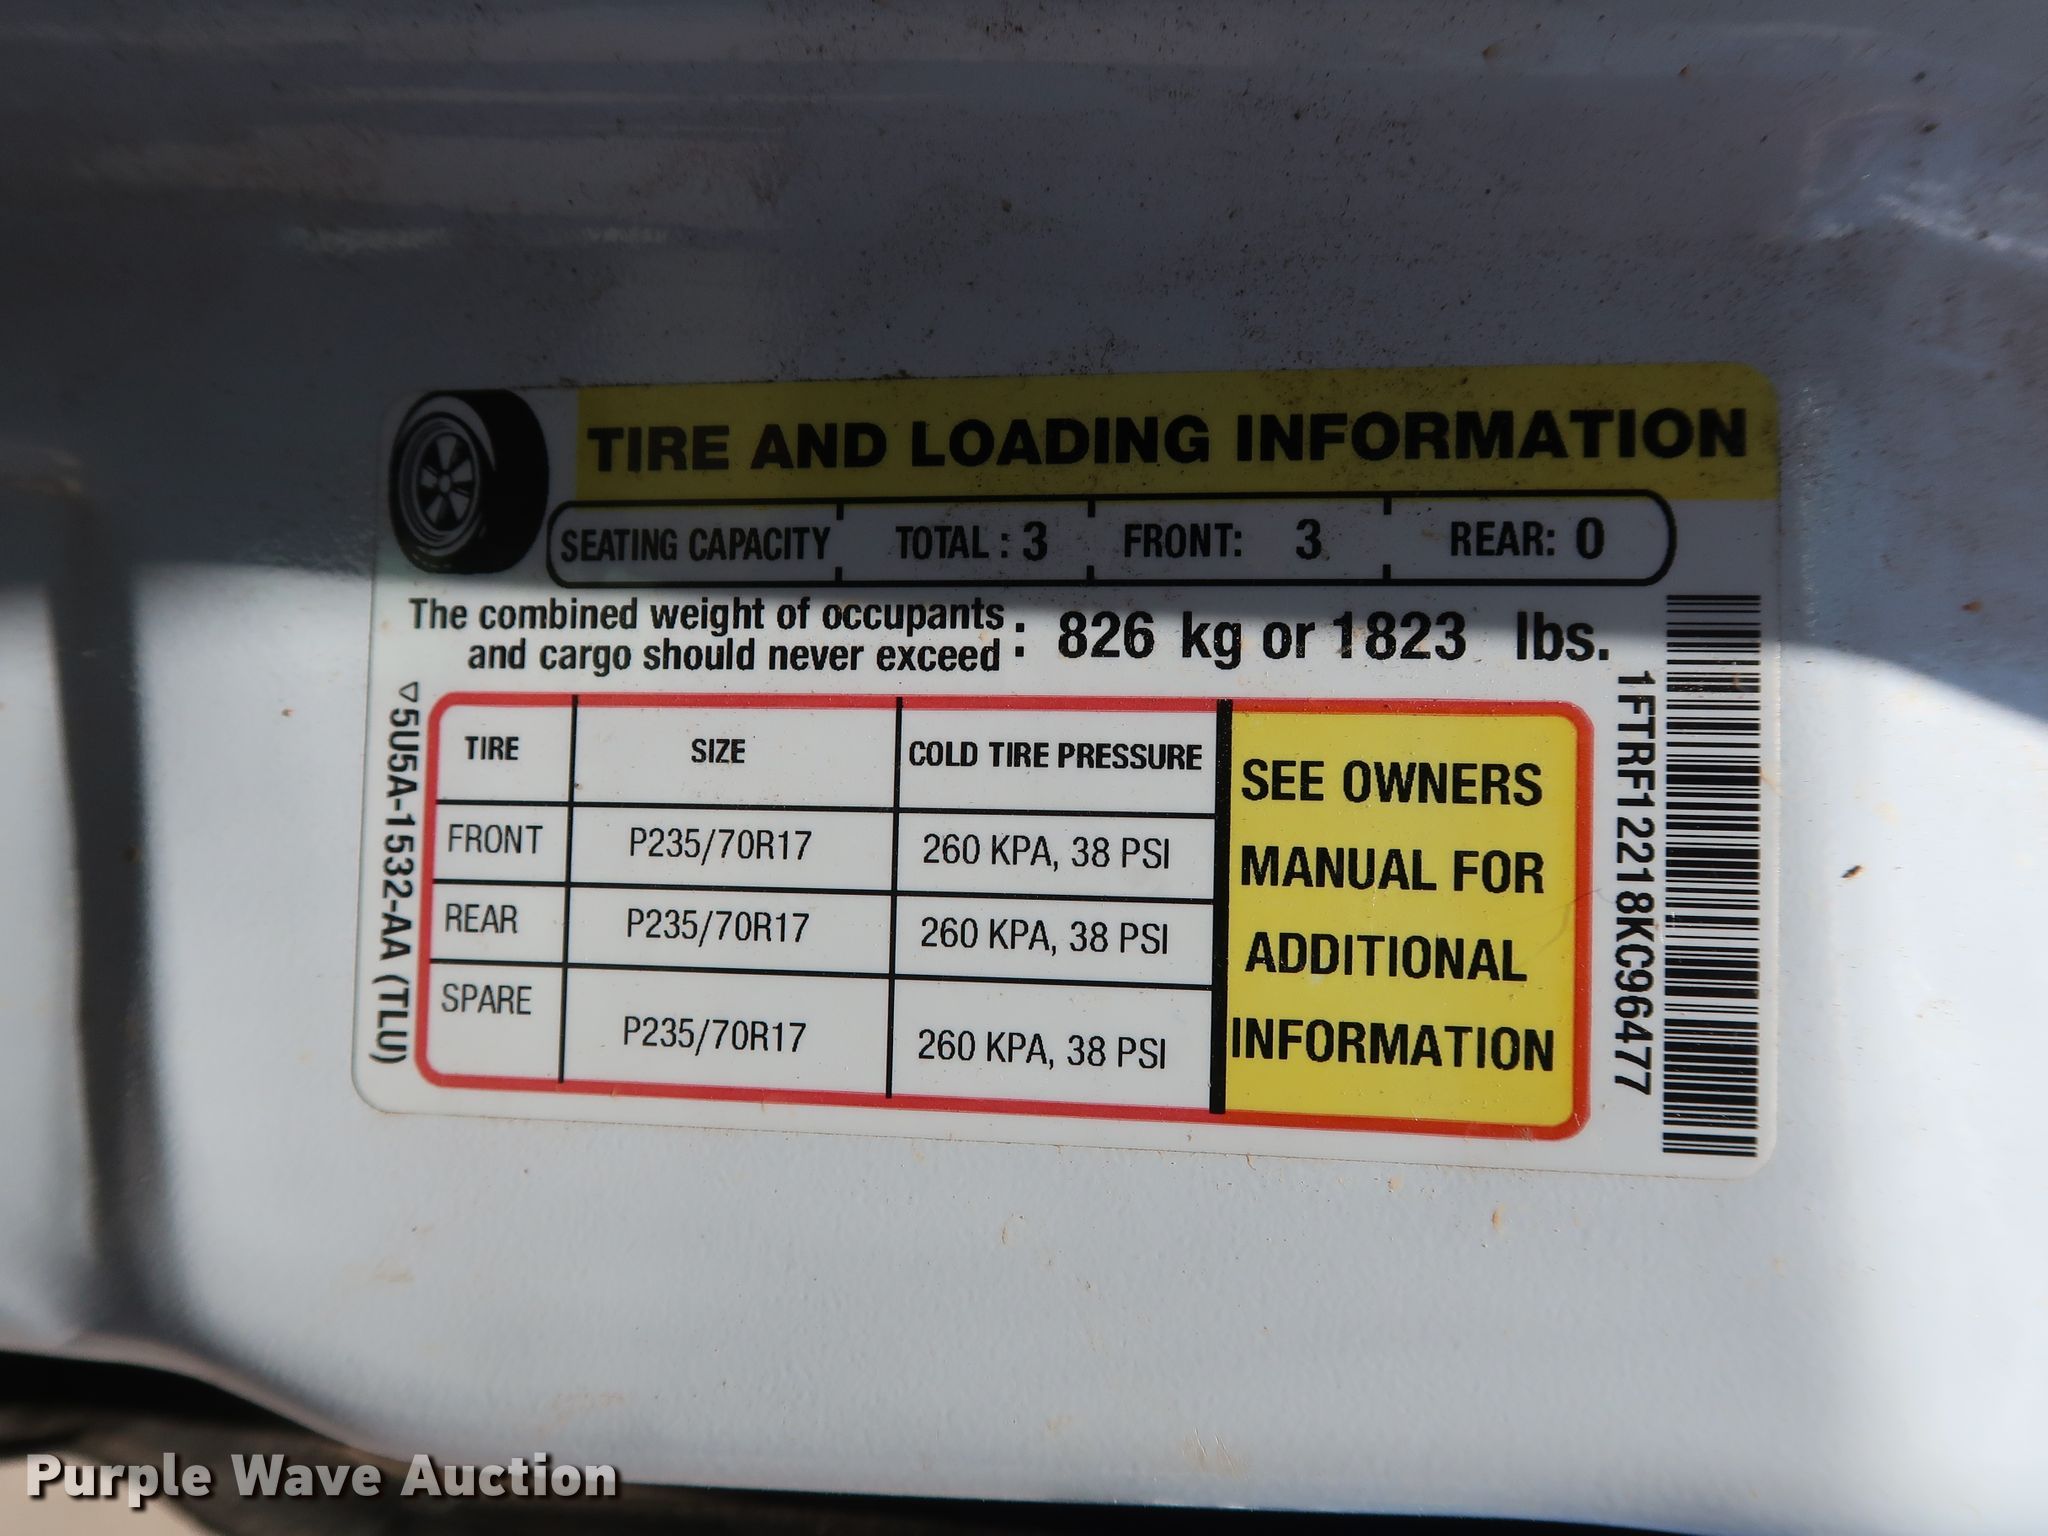 TIRE AND LOADING INFORMATION
SEATING CAPACITY TOTAL : 3 FRONT: 3 REAR: 0
The combined weight of occupants
and cargo should never exceed : 826 kg or 1823 lbs.
5U5A-1532-AA (TLU)
TIRE SIZE COLD TIRE PRESSURE
FRONT P235/70R17 260 KPA, 38 PSI
REAR P235/70R17 260 KPA, 38 PSI
SPARE P235/70R17 260 KPA, 38 PSI
SEE OWNERS
MANUAL FOR
ADDITIONAL
INFORMATION
1FTRF12218KC96477
Purple Wave Auction